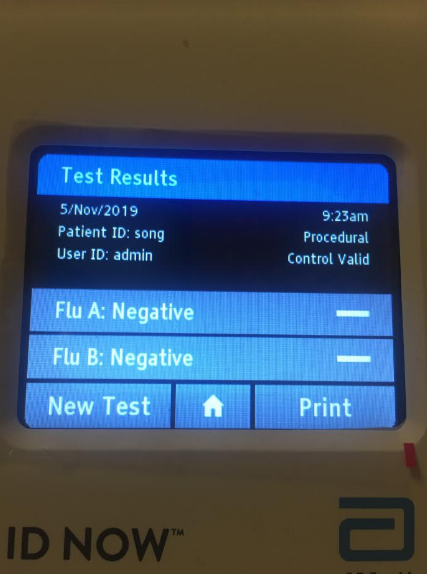 Test Results
5/Nov/2019
9:23am
Patient ID: song
Procedural
User ID: admin
Control Valid
Flu A: Negative
Flu B: Negative
New Test
Print
ID NOW™